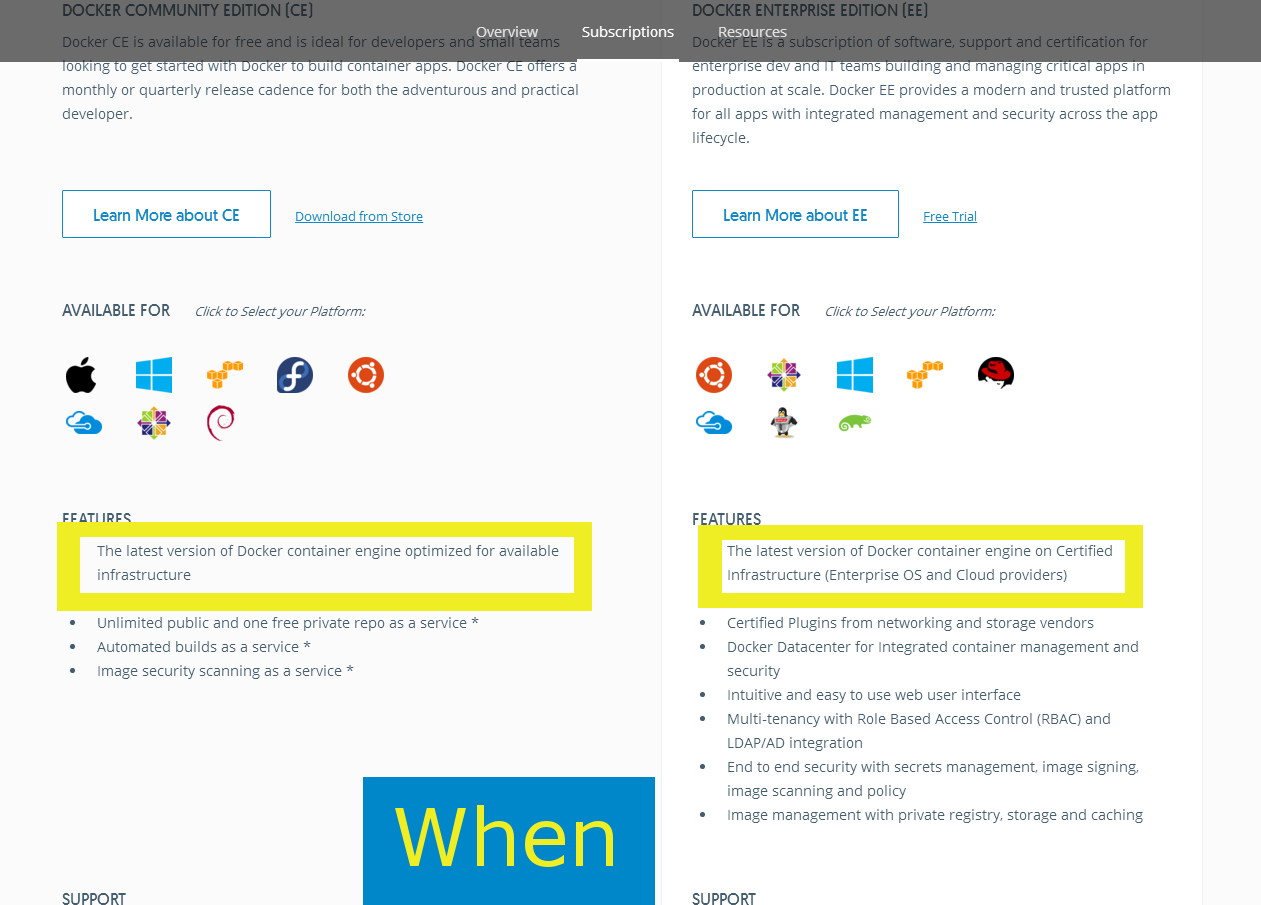 DOCKER COMMUNITY EDITION (CE)
Overview
Subscriptions
Resources
Docker CE is available for free and is ideal for developers and small teams
looking to get started with Docker to build container apps. Docker CE offers a
monthly or quarterly release cadence for both the adventurous and practical
developer.
Learn More about CE
Download from Store
AVAILABLE FOR
Click to Select your Platform:
FEATURES
The latest version of Docker container engine optimized for available
infrastructure
• Unlimited public and one free private repo as a service *
• Automated builds as a service *
• Image security scanning as a service *
When
SUPPORT
DOCKER ENTERPRISE EDITION (EE)
Docker EE is a subscription of software, support and certification for
enterprise dev and IT teams building and managing critical apps in
production at scale. Docker EE provides a modern and trusted platform
for all apps with integrated management and security across the app
lifecycle.
Learn More about EE
Free Trial
AVAILABLE FOR
Click to Select your Platform:
FEATURES
The latest version of Docker container engine on Certified
Infrastructure (Enterprise OS and Cloud providers)
• Certified Plugins from networking and storage vendors
• Docker Datacenter for Integrated container management and
security
• Intuitive and easy to use web user interface
• Multi-tenancy with Role Based Access Control (RBAC) and
LDAP/AD integration
• End to end security with secrets management, image signing,
image scanning and policy
• Image management with private registry, storage and caching
SUPPORT